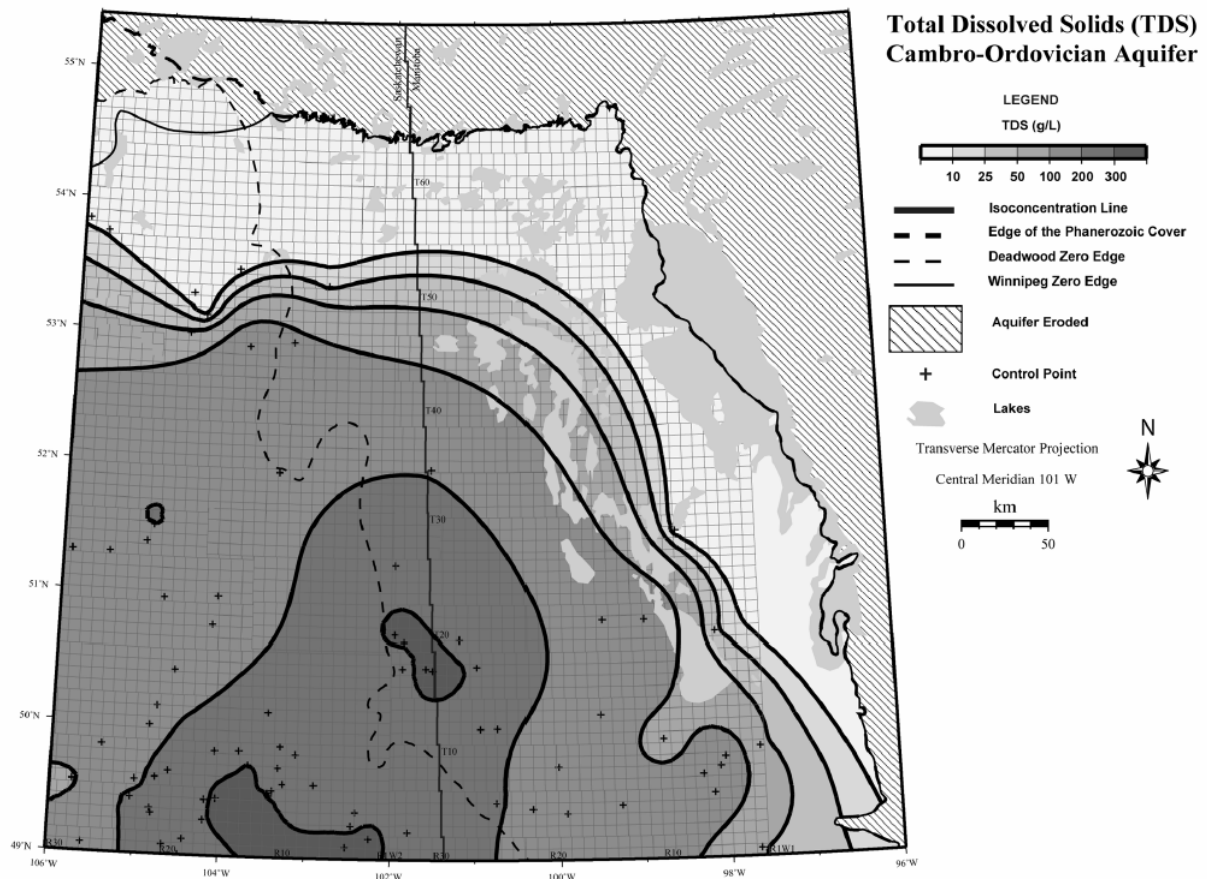 Total Dissolved Solids (TDS)
Cambro-Ordovician Aquifer
LEGEND
TDS (g/L)
10 25 50 100 200 300
Isoconcentration Line
Edge of the Phanerozoic Cover
Deadwood Zero Edge
Winnipeg Zero Edge
Aquifer Eroded
Control Point
Lakes
Transverse Mercator Projection
Central Meridian 101 W
N
km
0 50
Saskatchewan
Manitoba
55°N
54°N
53°N
52°N
51°N
50°N
49°N
T60
T50
T40
T30
T20
T10
R30 R20 R10 R1W2 R30 R20 R10 R1W1
106°W 104°W 102°W 100°W 98°W 96°W